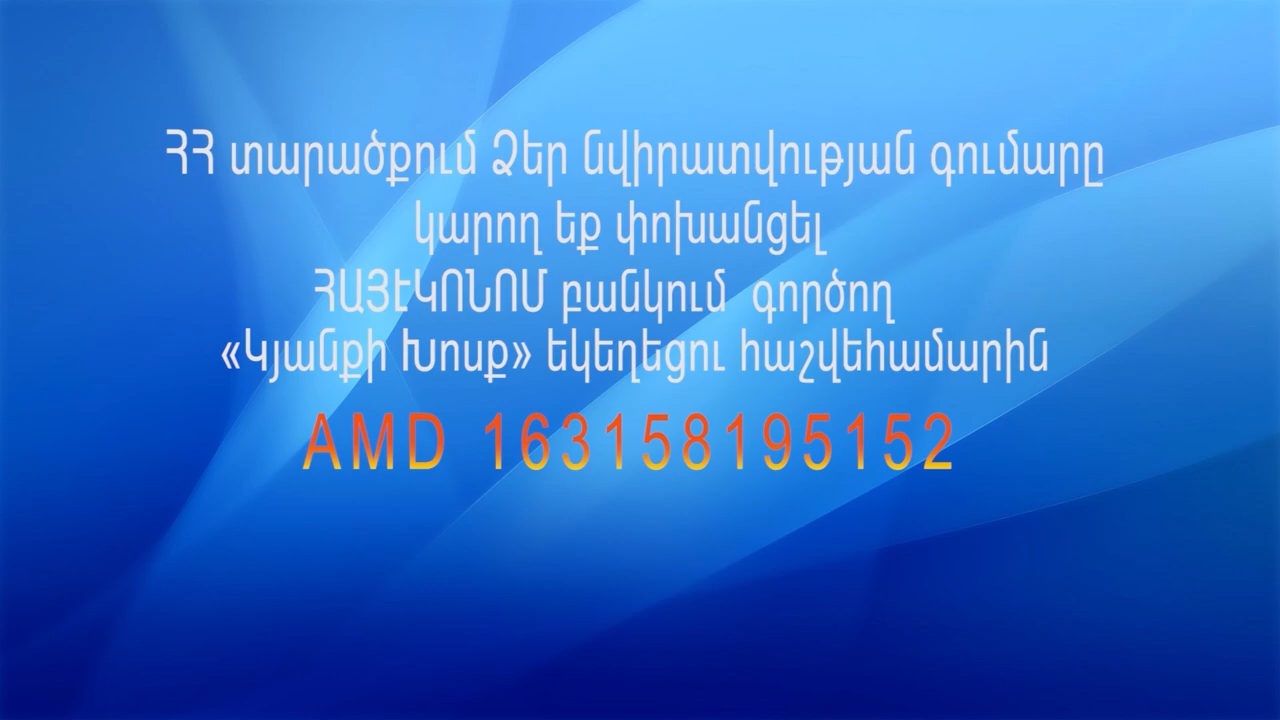 ՀՀ տարածքում Ձեր նվիրատվության գումարը
կարող եք փոխանցել
ՀԱՅԷԿՈՆՈՄ բանկում գործող
«Կյանքի Խոսք» եկեղեցու հաշվեհամարին
AMD 163158195152